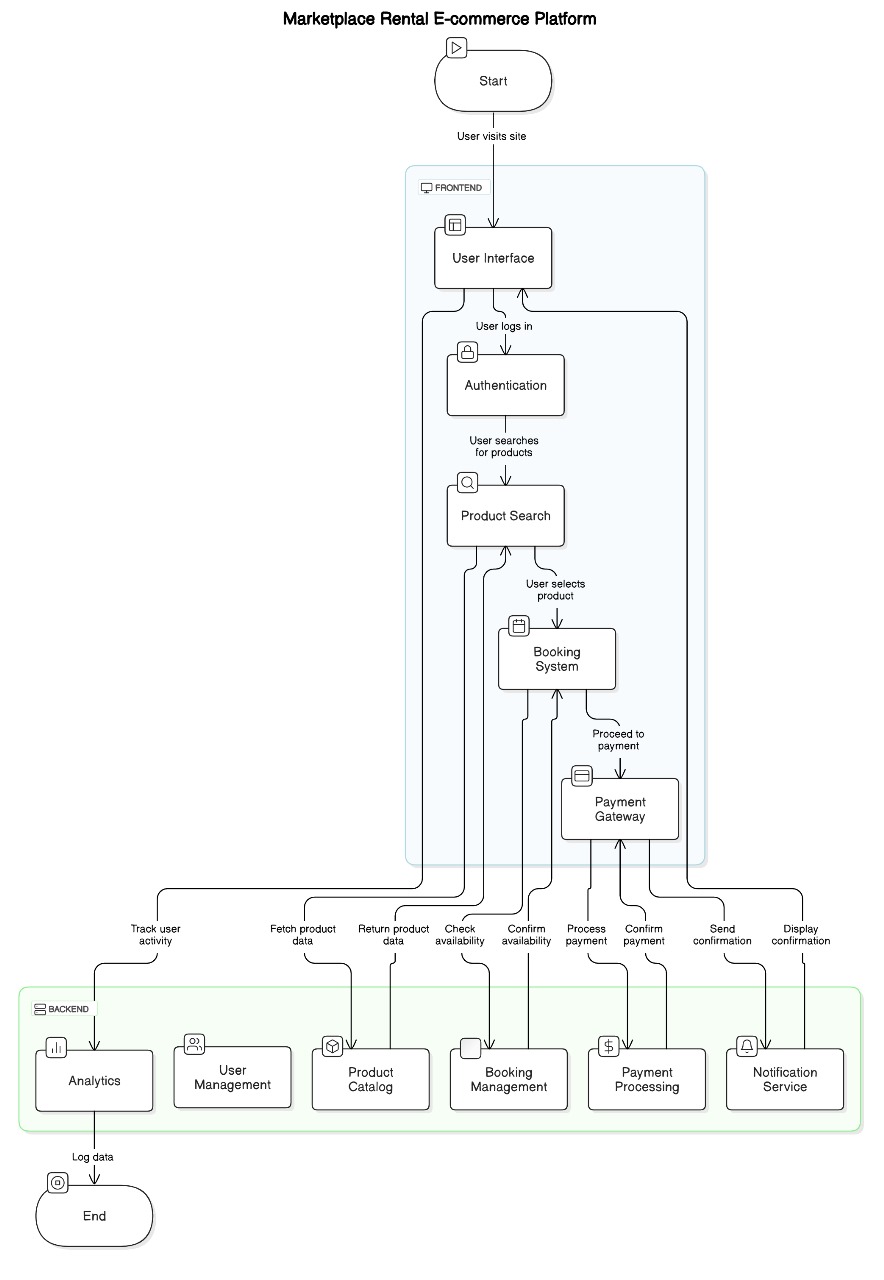 Marketplace Rental E-commerce Platform
Start
User visits site
FRONTEND
User Interface
User logs in
Authentication
User searches
for products
Product Search
User selects
product
Booking
System
Proceed to
payment
Payment
Gateway
Track user
activity
Fetch product
data
Return product
data
Check
availability
Confirm
availability
Process
payment
Confirm
payment
Send
confirmation
Display
confirmation
BACKEND
Analytics
User
Management
Product
Catalog
Booking
Management
Payment
Processing
Notification
Service
Log data
End